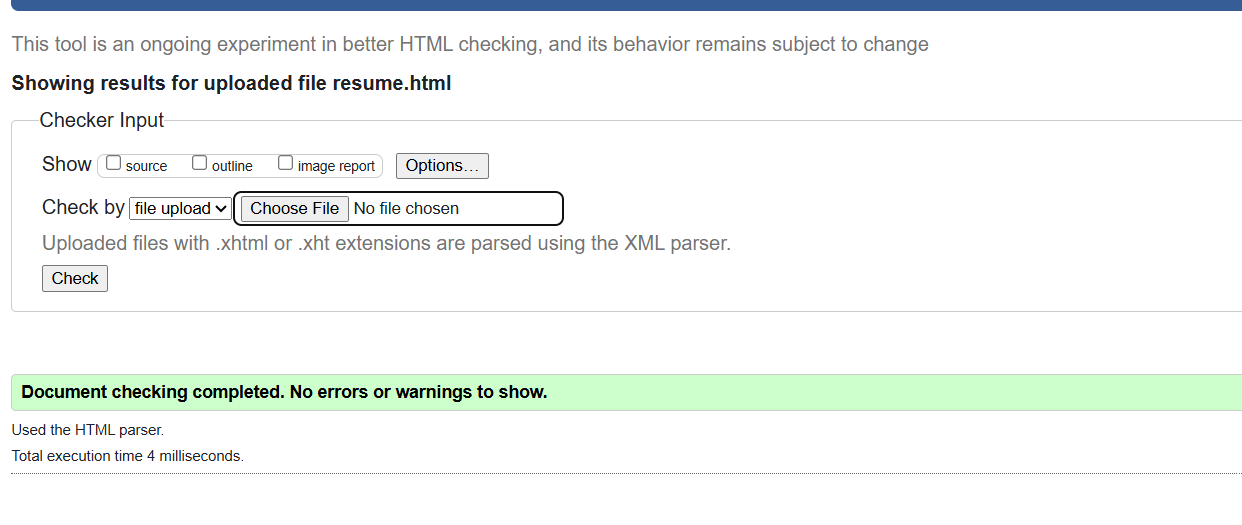 This tool is an ongoing experiment in better HTML checking, and its behavior remains subject to change
Showing results for uploaded file resume.html
Checker Input
Show source outline image report Options…
Check by file upload Choose File No file chosen
Uploaded files with .xhtml or .xht extensions are parsed using the XML parser.
Check
Document checking completed. No errors or warnings to show.
Used the HTML parser.
Total execution time 4 milliseconds.